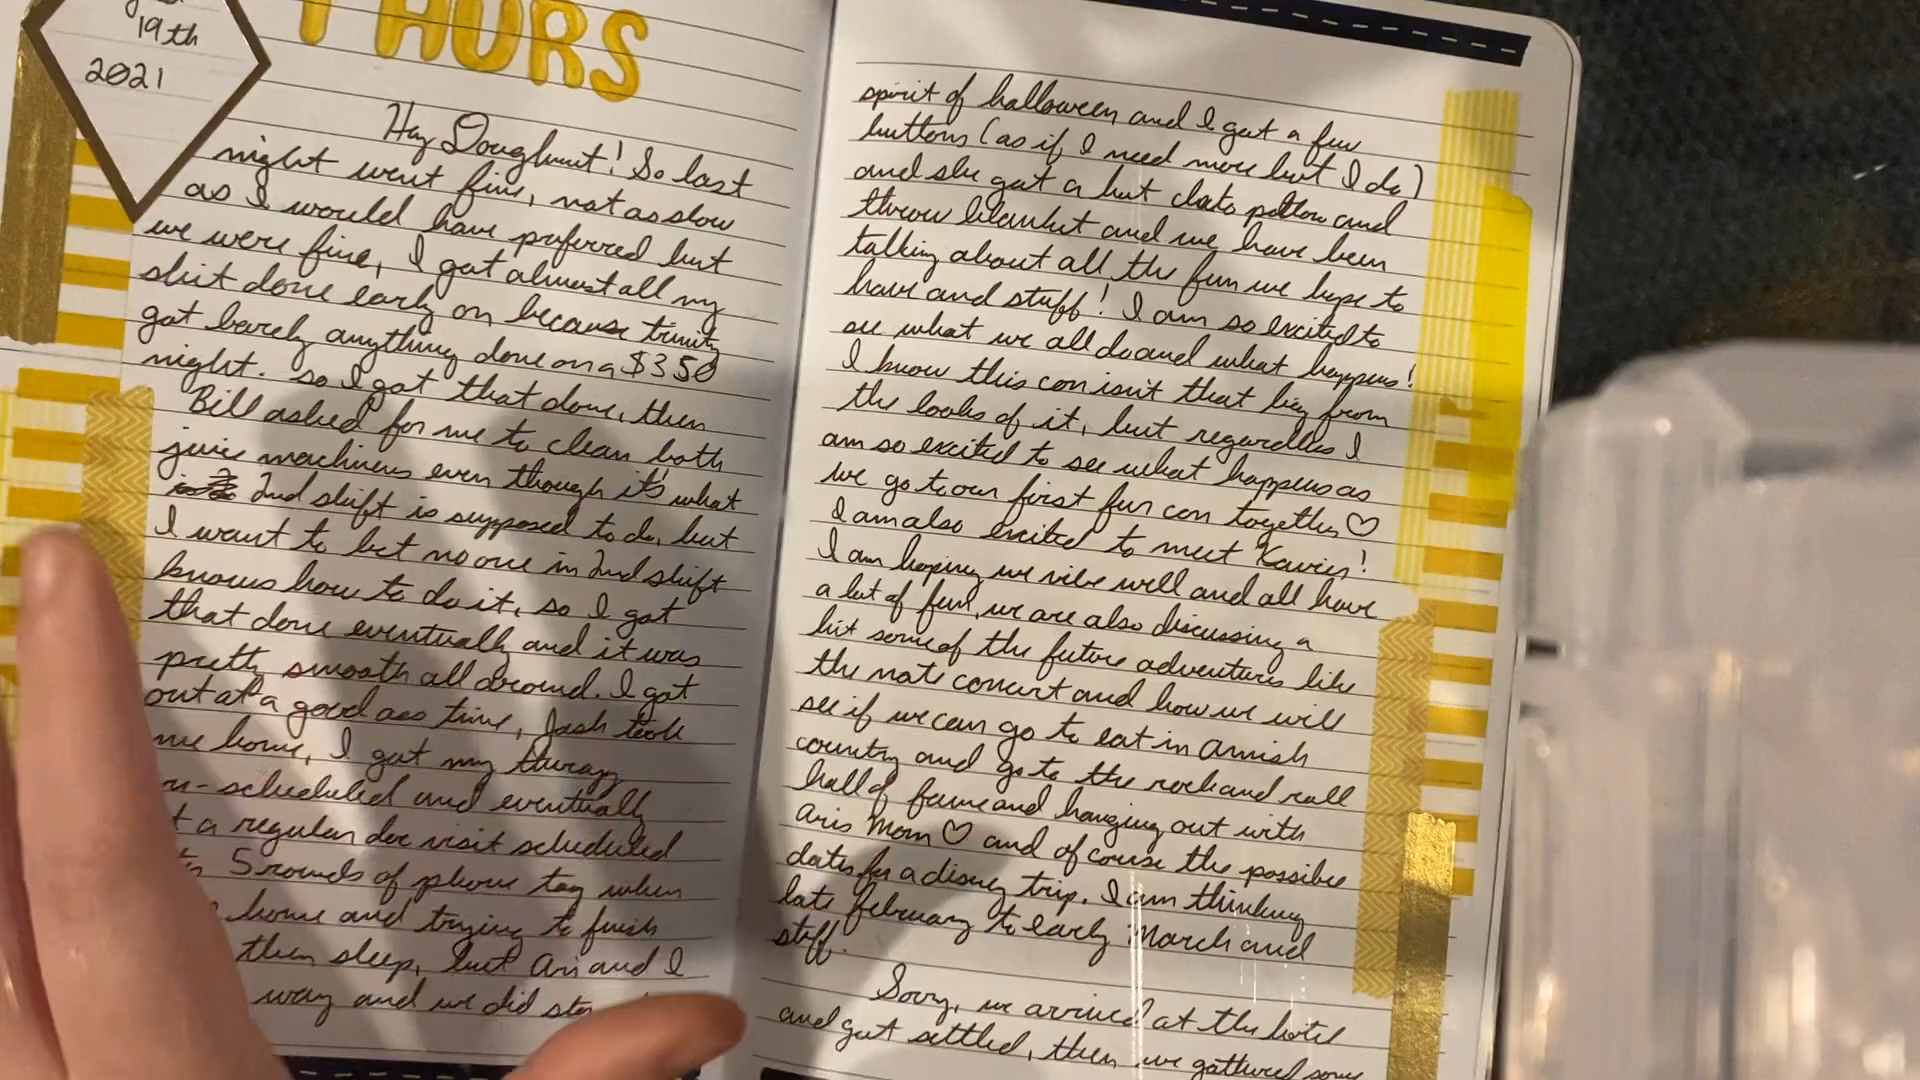 19th
2021
THURS
Hey Doughnut! So last
night went fine, not as slow
as I would have preferred but
we were fine, I got almost all my
shit done early on because trinity
got barely anything done on a $350
night. so I got that done, then
Bill asked for me to clean both
juice machines even though it's what
2nd shift is supposed to do, but
I want to bet no one in 2nd shift
knows how to do it, so I got
that done eventually and it was
pretty smooth all around. I got
out at a good ass time, Josh took
me home, I got my therapy
-scheduled and eventually
a regular doc visit scheduled
5 rounds of phone tag when
home and trying to finish
then sleep, but Ari and I
way and we did
spirit of halloween and I got a few
buttons (as if I need more but I do)
and she got a pillow and
throw blanket and we have been
talking about all the fun we hope to
have and stuff! I am so excited to
see what we all do and what happens!
I know this con isn't that big from
the looks of it, but regardless I
am so excited to see what happens as
we go to our first fun con together ♡
I am also excited to meet Xavier!
I am hoping we vibe well and all have
a lot of fun, we are also discussing a
bit some of the future adventures like
the concert and how we will
see if we can go to eat in amish
country and go to the rock and roll
hall of fame and hanging out with
Aris Mom ♡ and of course the possible
dates for a disney trip. I am thinking
late february to early March and
stuff.
Sorry, we arrived at the hotel
and got settled, then we gathered some